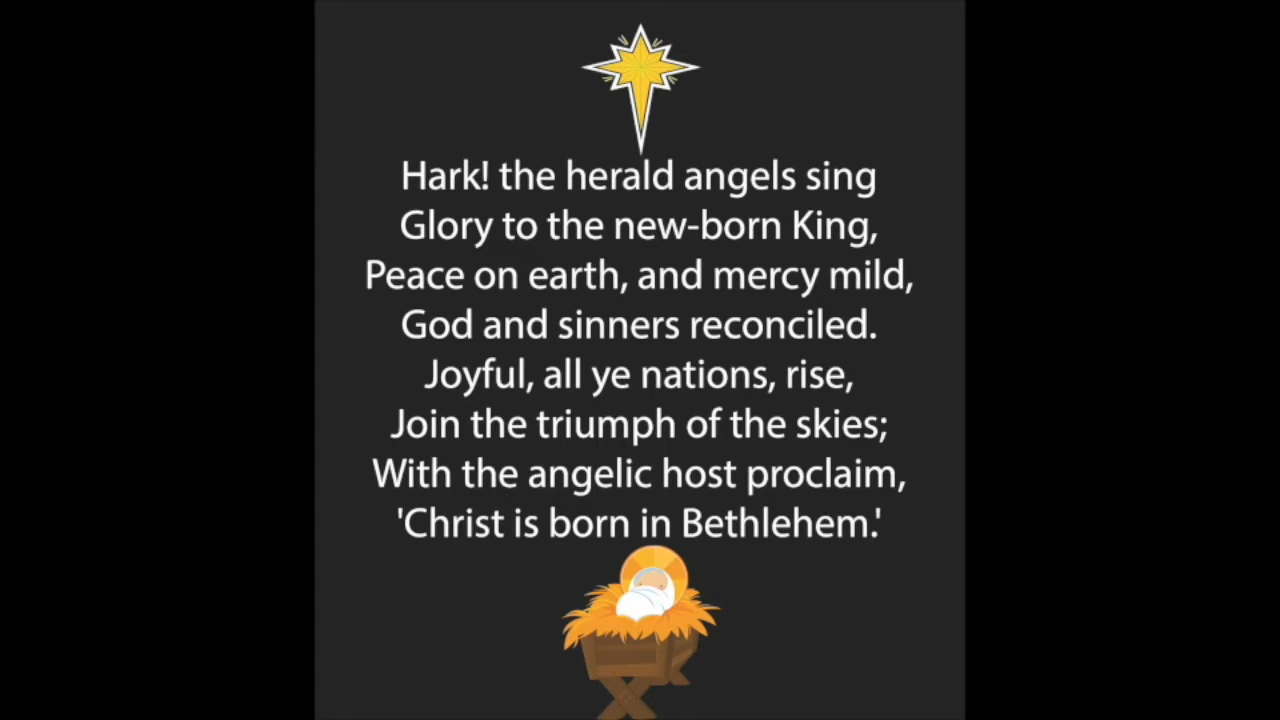 Hark! the herald angels sing
Glory to the new-born King,
Peace on earth, and mercy mild,
God and sinners reconciled.
Joyful, all ye nations, rise,
Join the triumph of the skies;
With the angelic host proclaim,
'Christ is born in Bethlehem.'